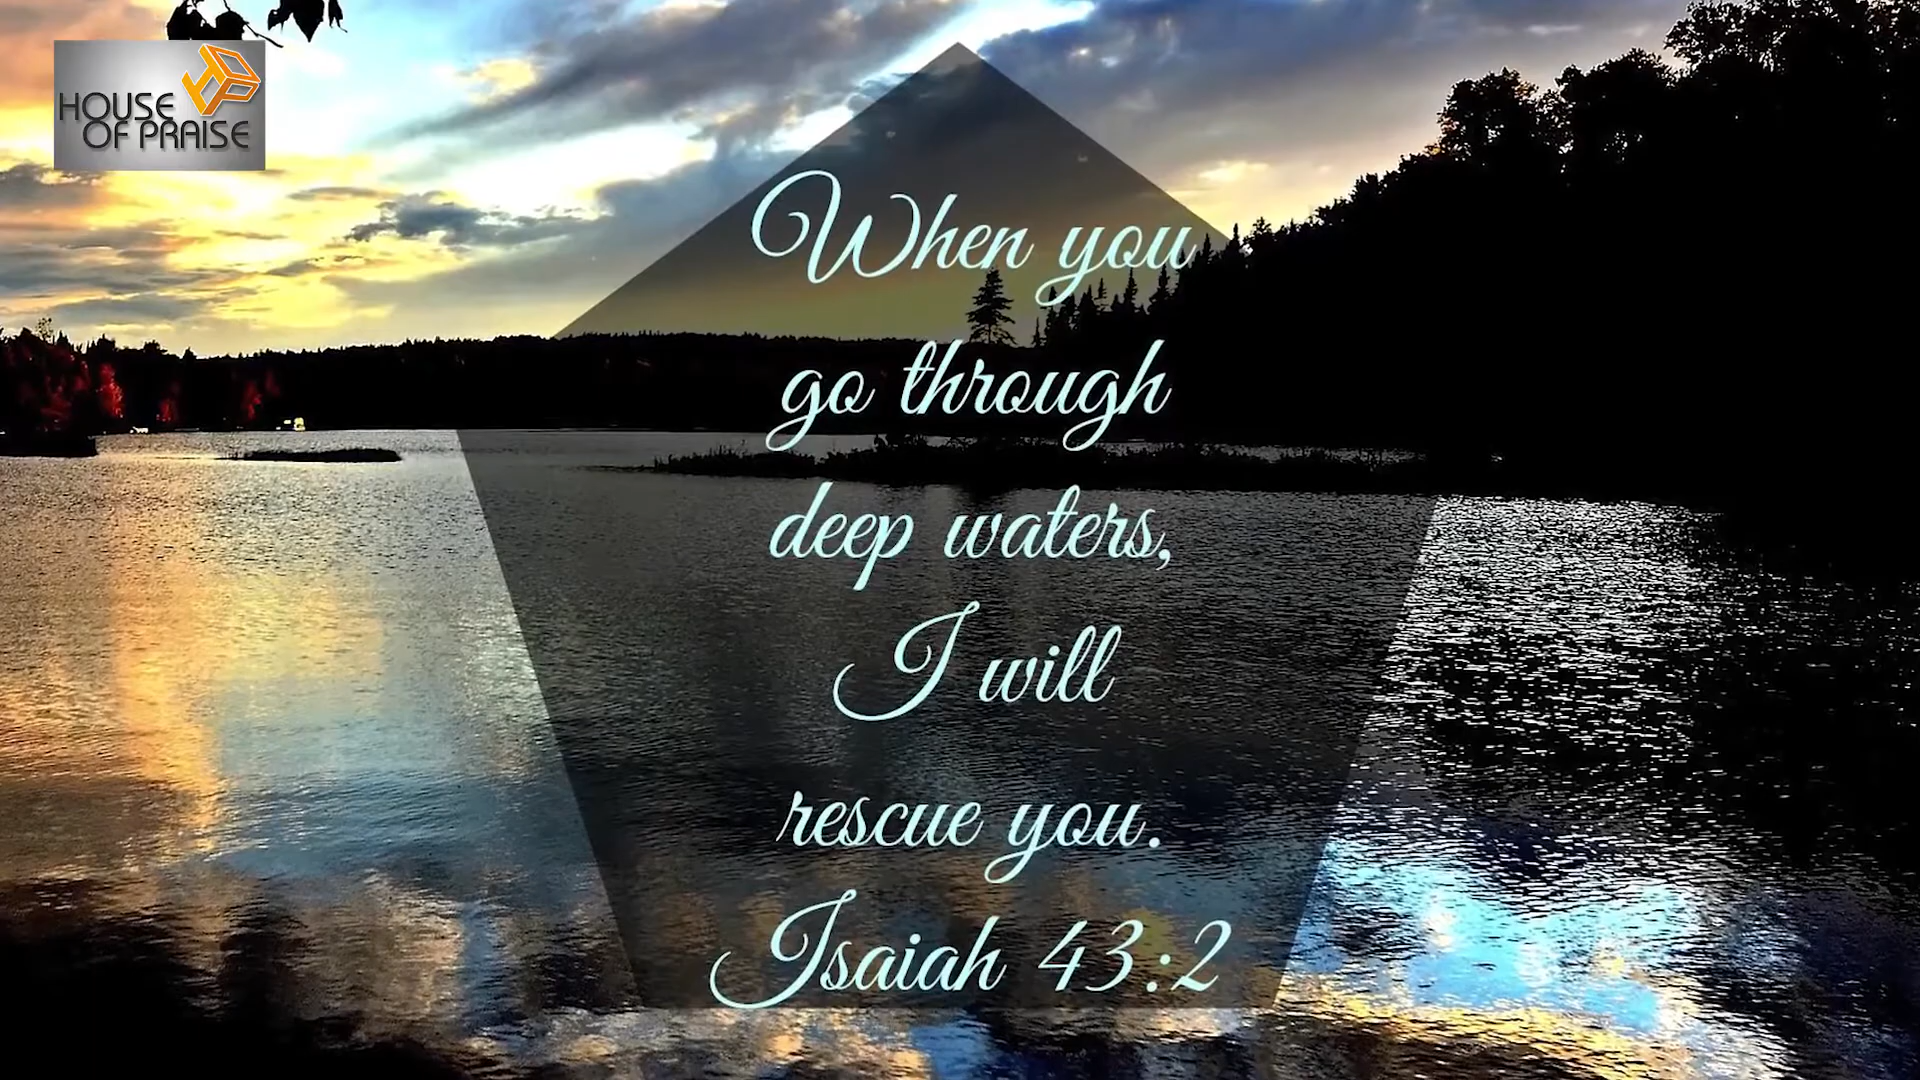 HOUSE
OF PRAISE
When you
go through
deep waters,
I will
rescue you.
Isaiah 43:2